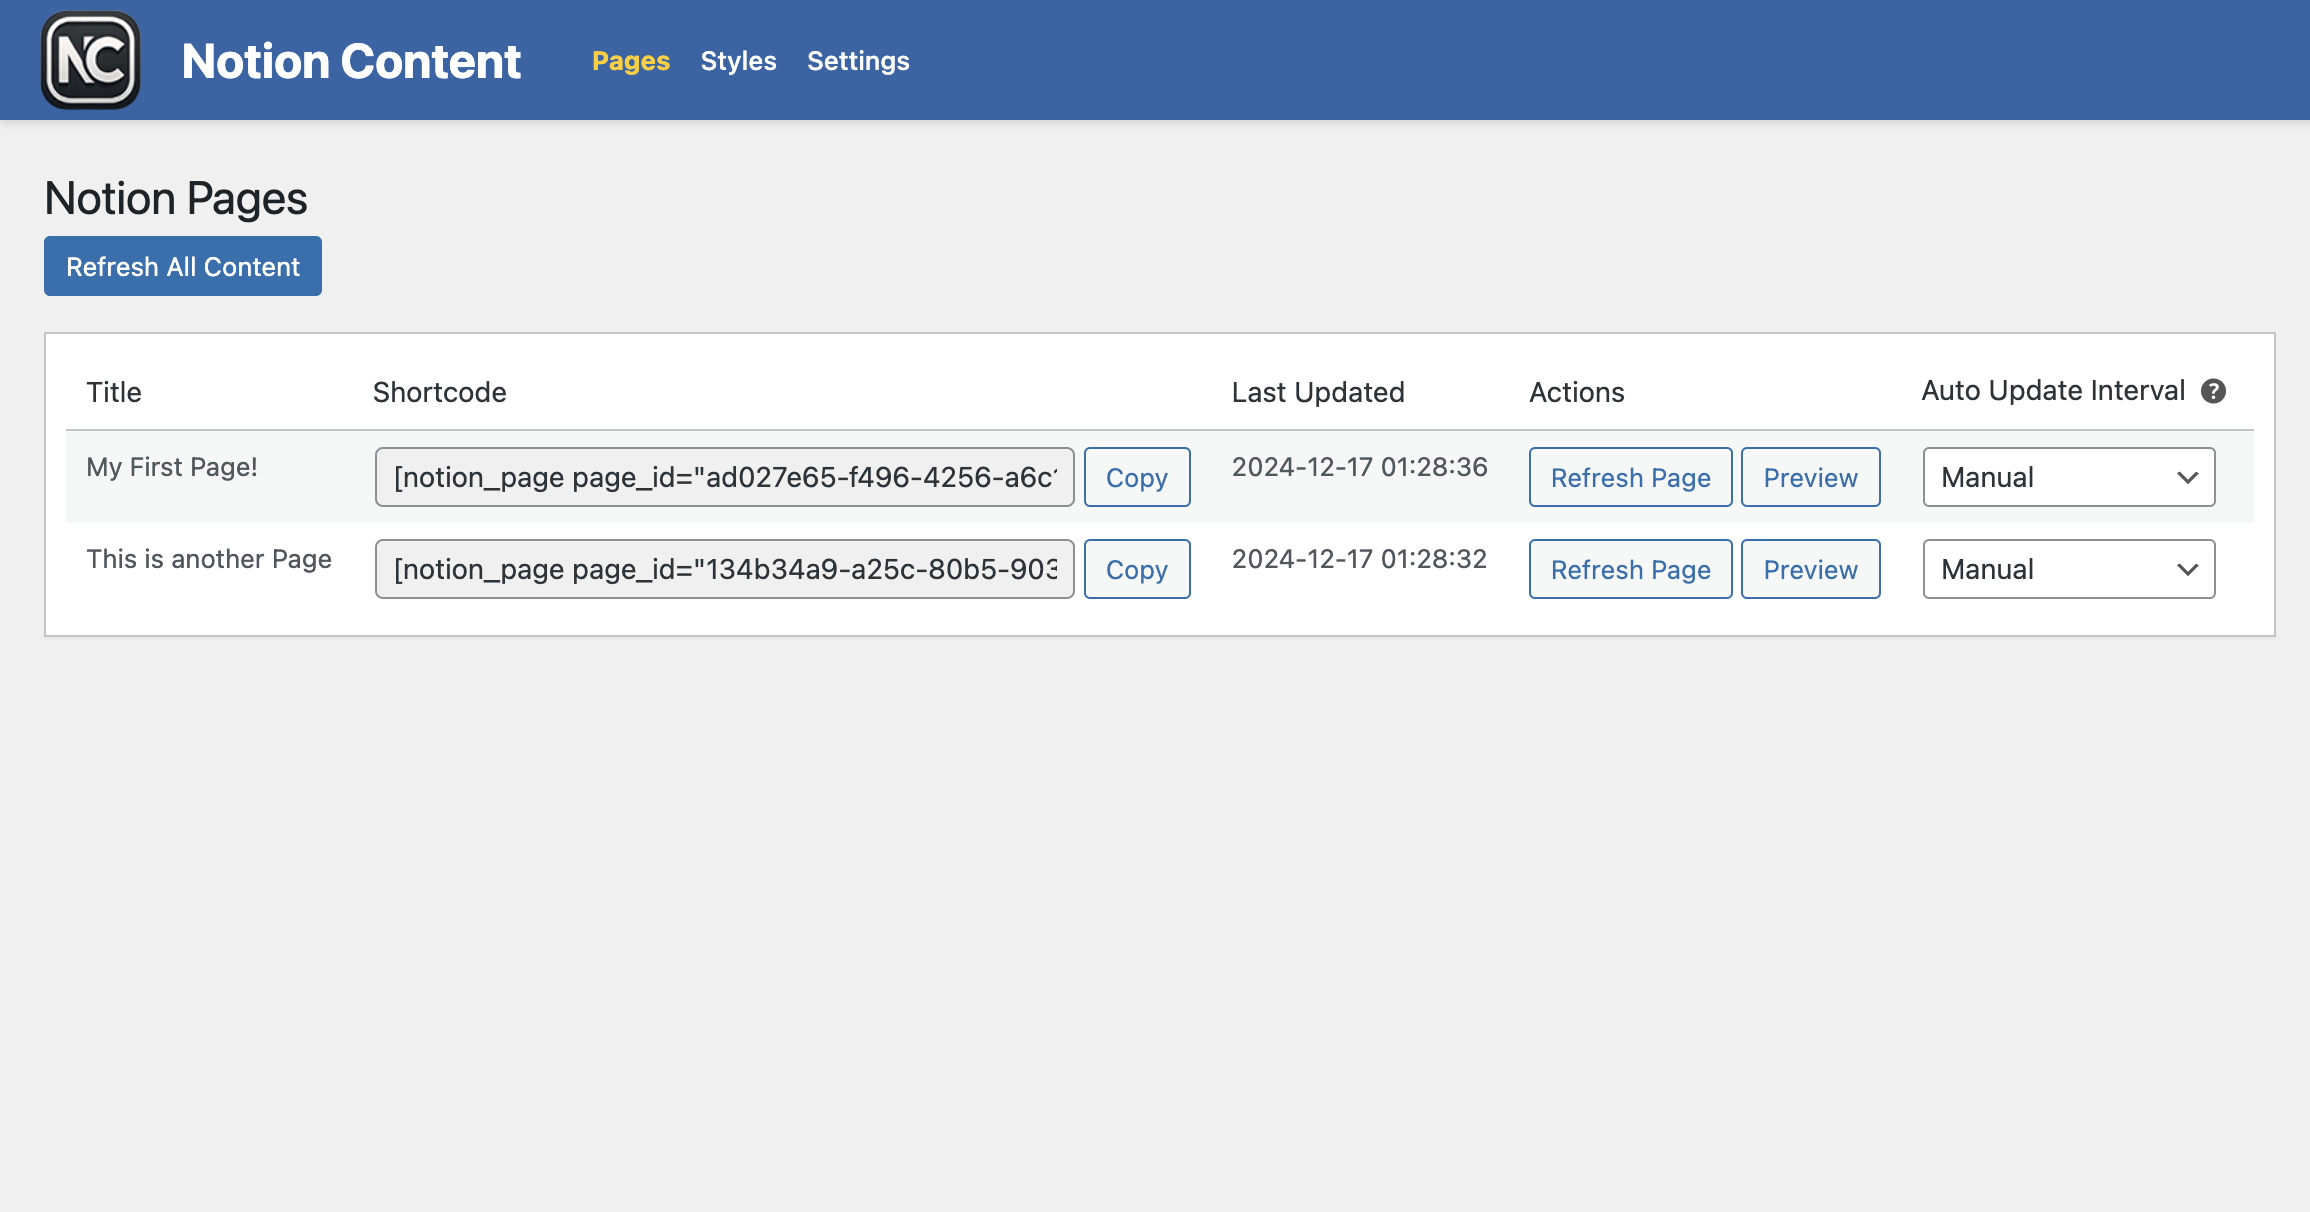 NC Notion Content Pages Styles Settings
Notion Pages
Refresh All Content
Title Shortcode Last Updated Actions Auto Update Interval ?
My First Page! [notion_page page_id="ad027e65-f496-4256-a6c Copy 2024-12-17 01:28:36 Refresh Page Preview Manual
This is another Page [notion_page page_id="134b34a9-a25c-80b5-903 Copy 2024-12-17 01:28:32 Refresh Page Preview Manual